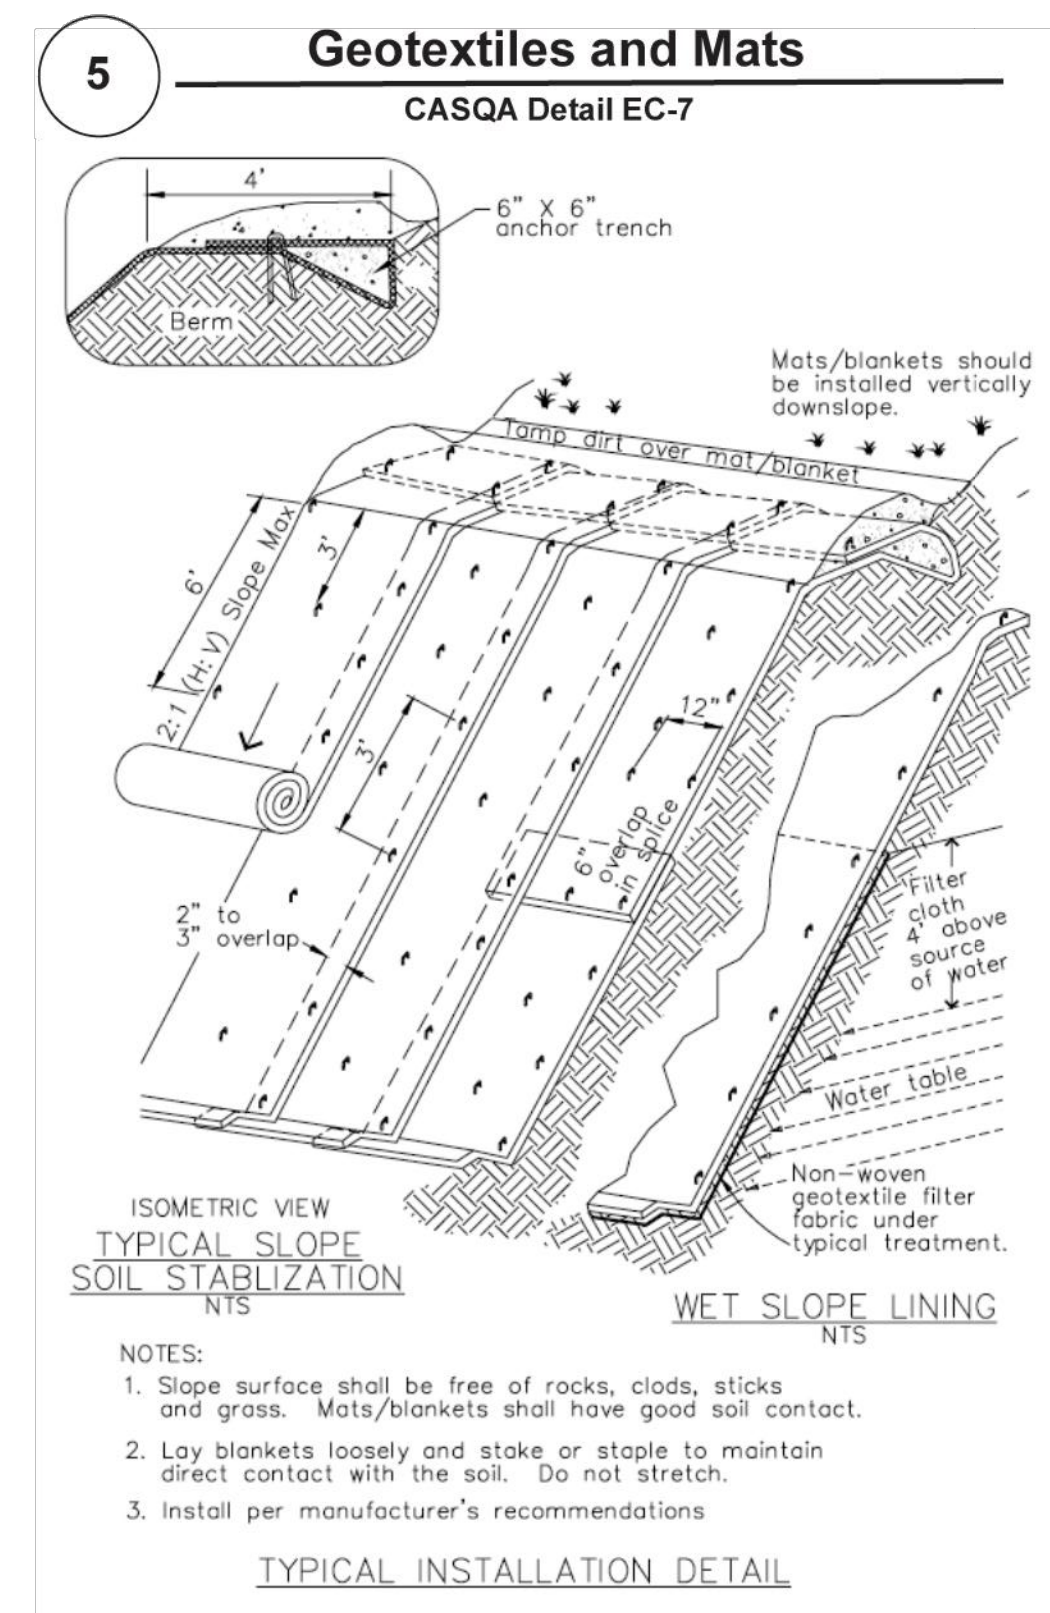 5
Geotextiles and Mats
CASQA Detail EC-7
4'
6" X 6"
anchor trench
Berm
Mats/blankets should
be installed vertically
downslope.
Tamp dirt over mat/blanket
6'
3'
2:1 (H:V) Slope Max
12"
3'
6"
overlap
in splice
2" to
3" overlap
Filter
cloth
4' above
source
of water
Water table
Non-woven
geotextile filter
fabric under
typical treatment.
ISOMETRIC VIEW
TYPICAL SLOPE
SOIL STABLIZATION
NTS
WET SLOPE LINING
NTS
NOTES:
1. Slope surface shall be free of rocks, clods, sticks
and grass. Mats/blankets shall have good soil contact.
2. Lay blankets loosely and stake or staple to maintain
direct contact with the soil. Do not stretch.
3. Install per manufacturer's recommendations
TYPICAL INSTALLATION DETAIL